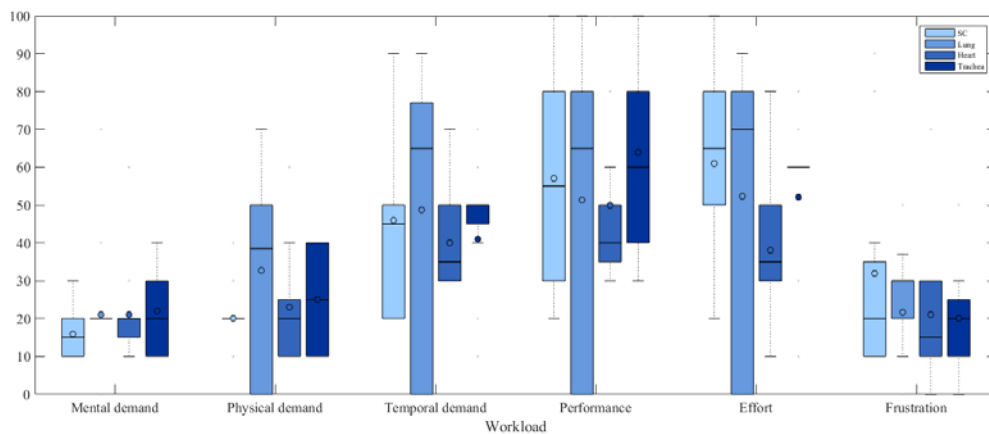 100
90
80
70
60
50
40
30
20
10
0
SC
Lung
Heart
Trachea
Mental demand
Physical demand
Temporal demand
Performance
Effort
Frustration
Workload